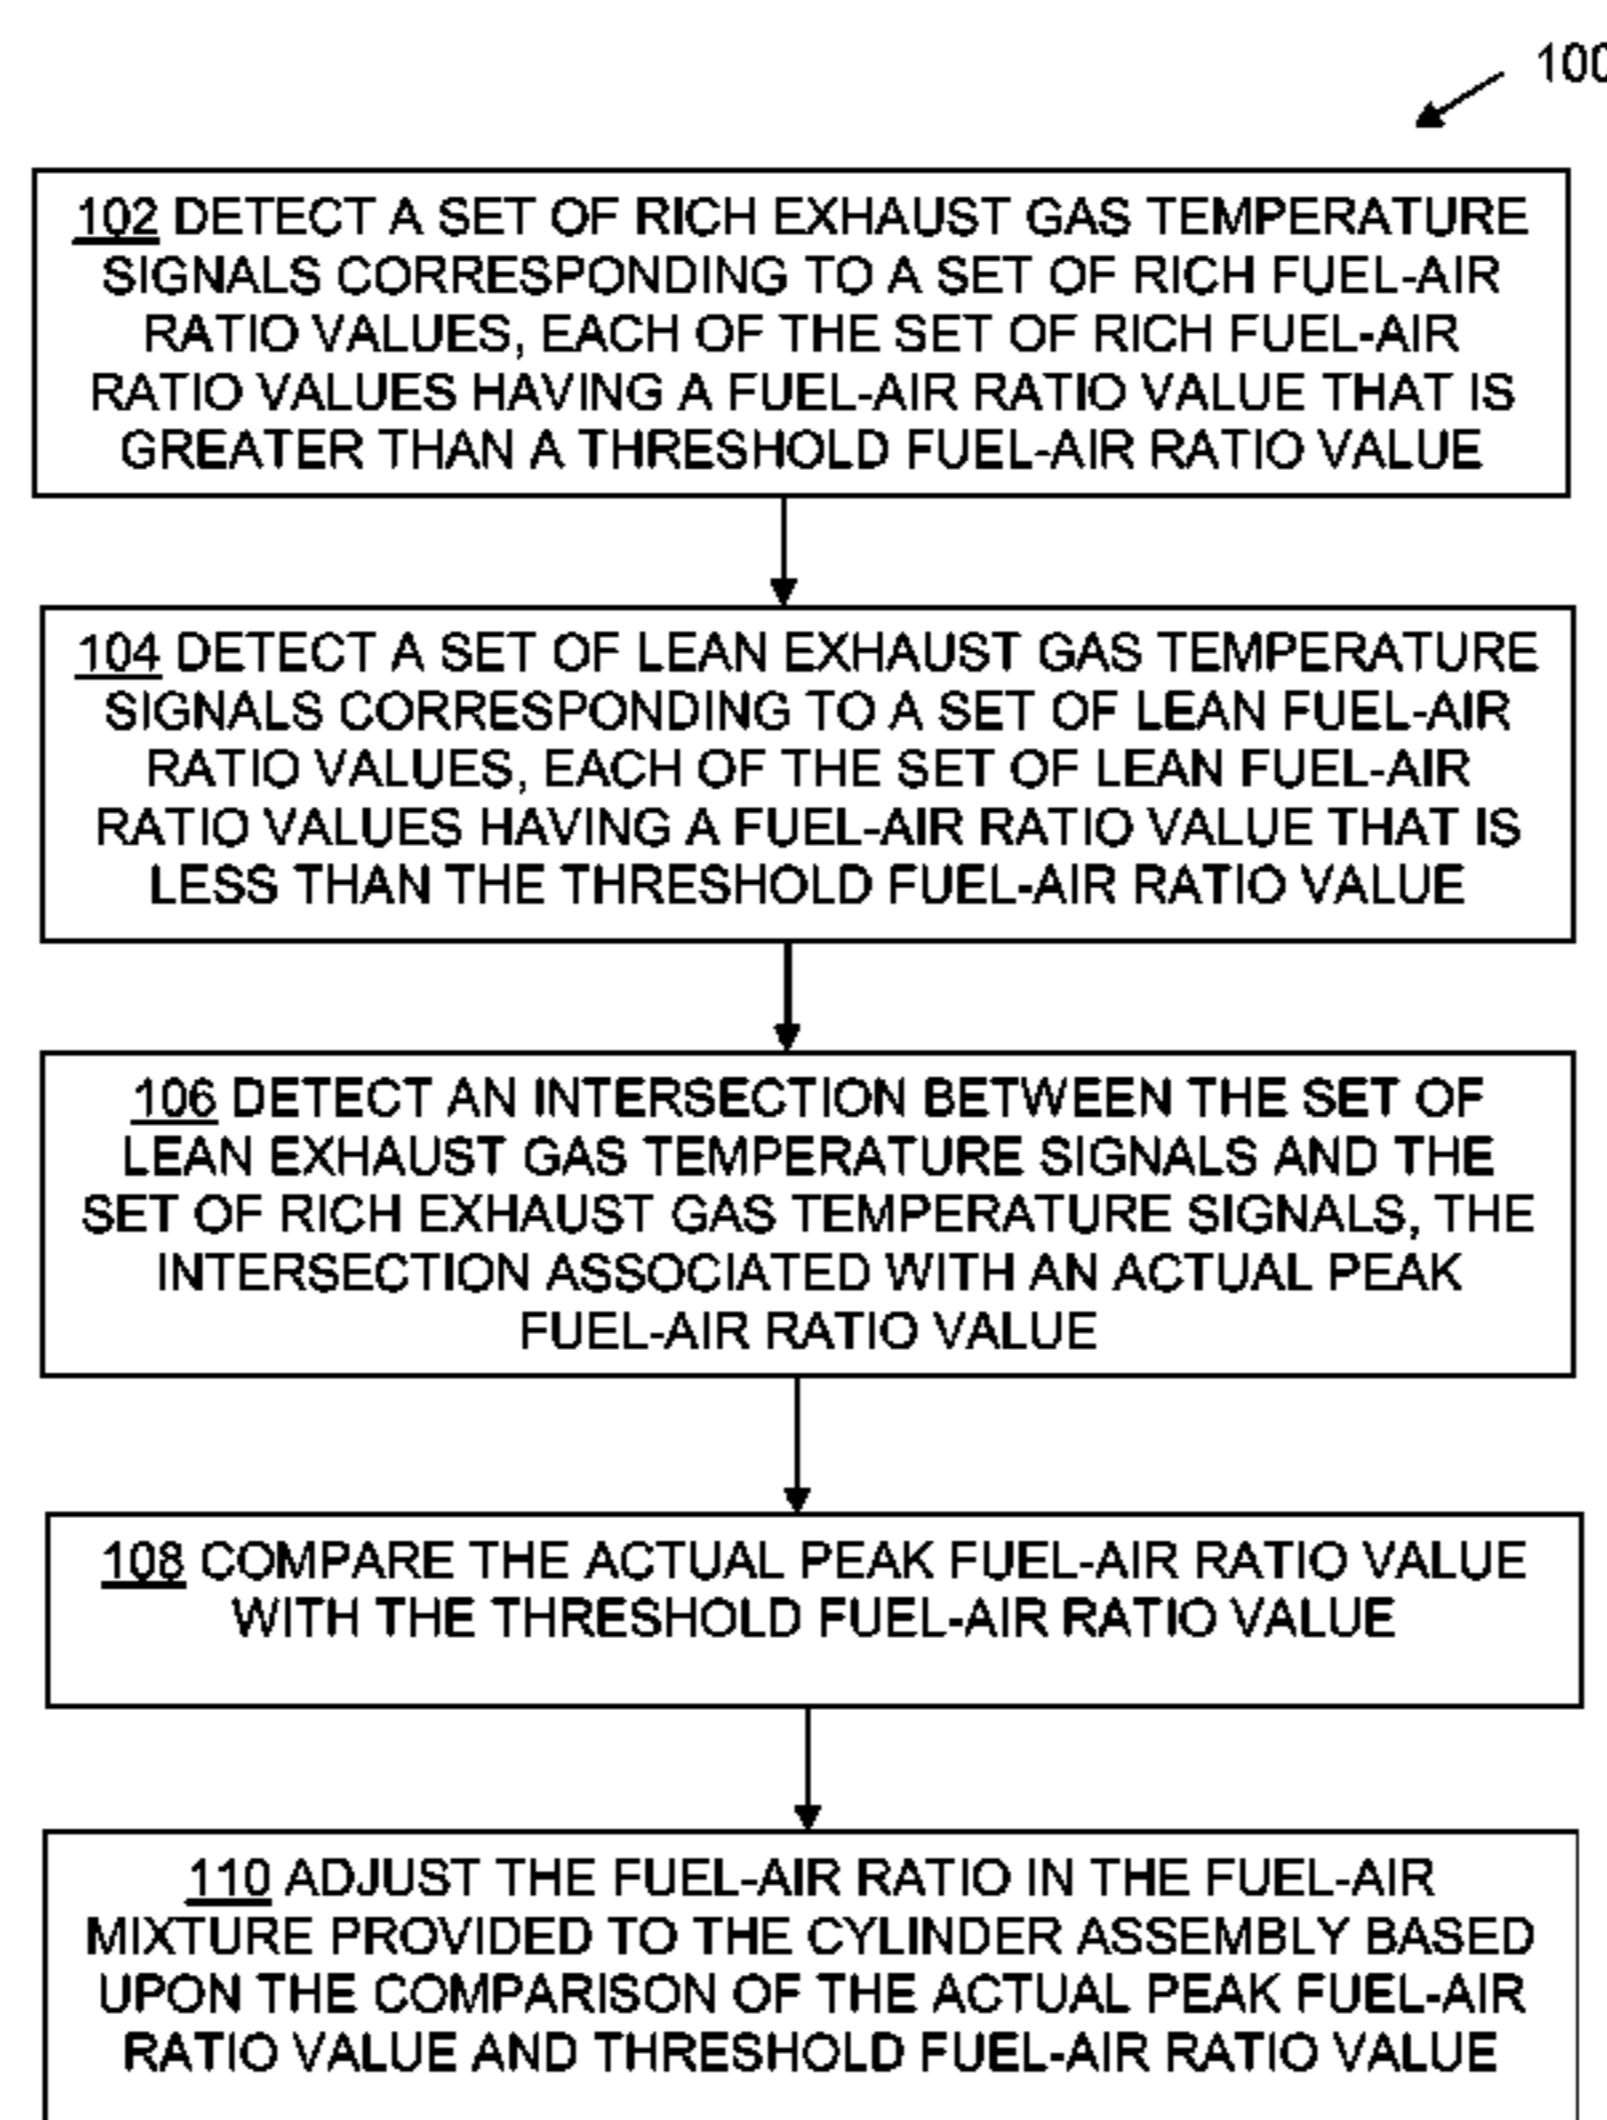 100
102 DETECT A SET OF RICH EXHAUST GAS TEMPERATURE
SIGNALS CORRESPONDING TO A SET OF RICH FUEL-AIR
RATIO VALUES, EACH OF THE SET OF RICH FUEL-AIR
RATIO VALUES HAVING A FUEL-AIR RATIO VALUE THAT IS
GREATER THAN A THRESHOLD FUEL-AIR RATIO VALUE
104 DETECT A SET OF LEAN EXHAUST GAS TEMPERATURE
SIGNALS CORRESPONDING TO A SET OF LEAN FUEL-AIR
RATIO VALUES, EACH OF THE SET OF LEAN FUEL-AIR
RATIO VALUES HAVING A FUEL-AIR RATIO VALUE THAT IS
LESS THAN THE THRESHOLD FUEL-AIR RATIO VALUE
106 DETECT AN INTERSECTION BETWEEN THE SET OF
LEAN EXHAUST GAS TEMPERATURE SIGNALS AND THE
SET OF RICH EXHAUST GAS TEMPERATURE SIGNALS, THE
INTERSECTION ASSOCIATED WITH AN ACTUAL PEAK
FUEL-AIR RATIO VALUE
108 COMPARE THE ACTUAL PEAK FUEL-AIR RATIO VALUE
WITH THE THRESHOLD FUEL-AIR RATIO VALUE
110 ADJUST THE FUEL-AIR RATIO IN THE FUEL-AIR
MIXTURE PROVIDED TO THE CYLINDER ASSEMBLY BASED
UPON THE COMPARISON OF THE ACTUAL PEAK FUEL-AIR
RATIO VALUE AND THRESHOLD FUEL-AIR RATIO VALUE